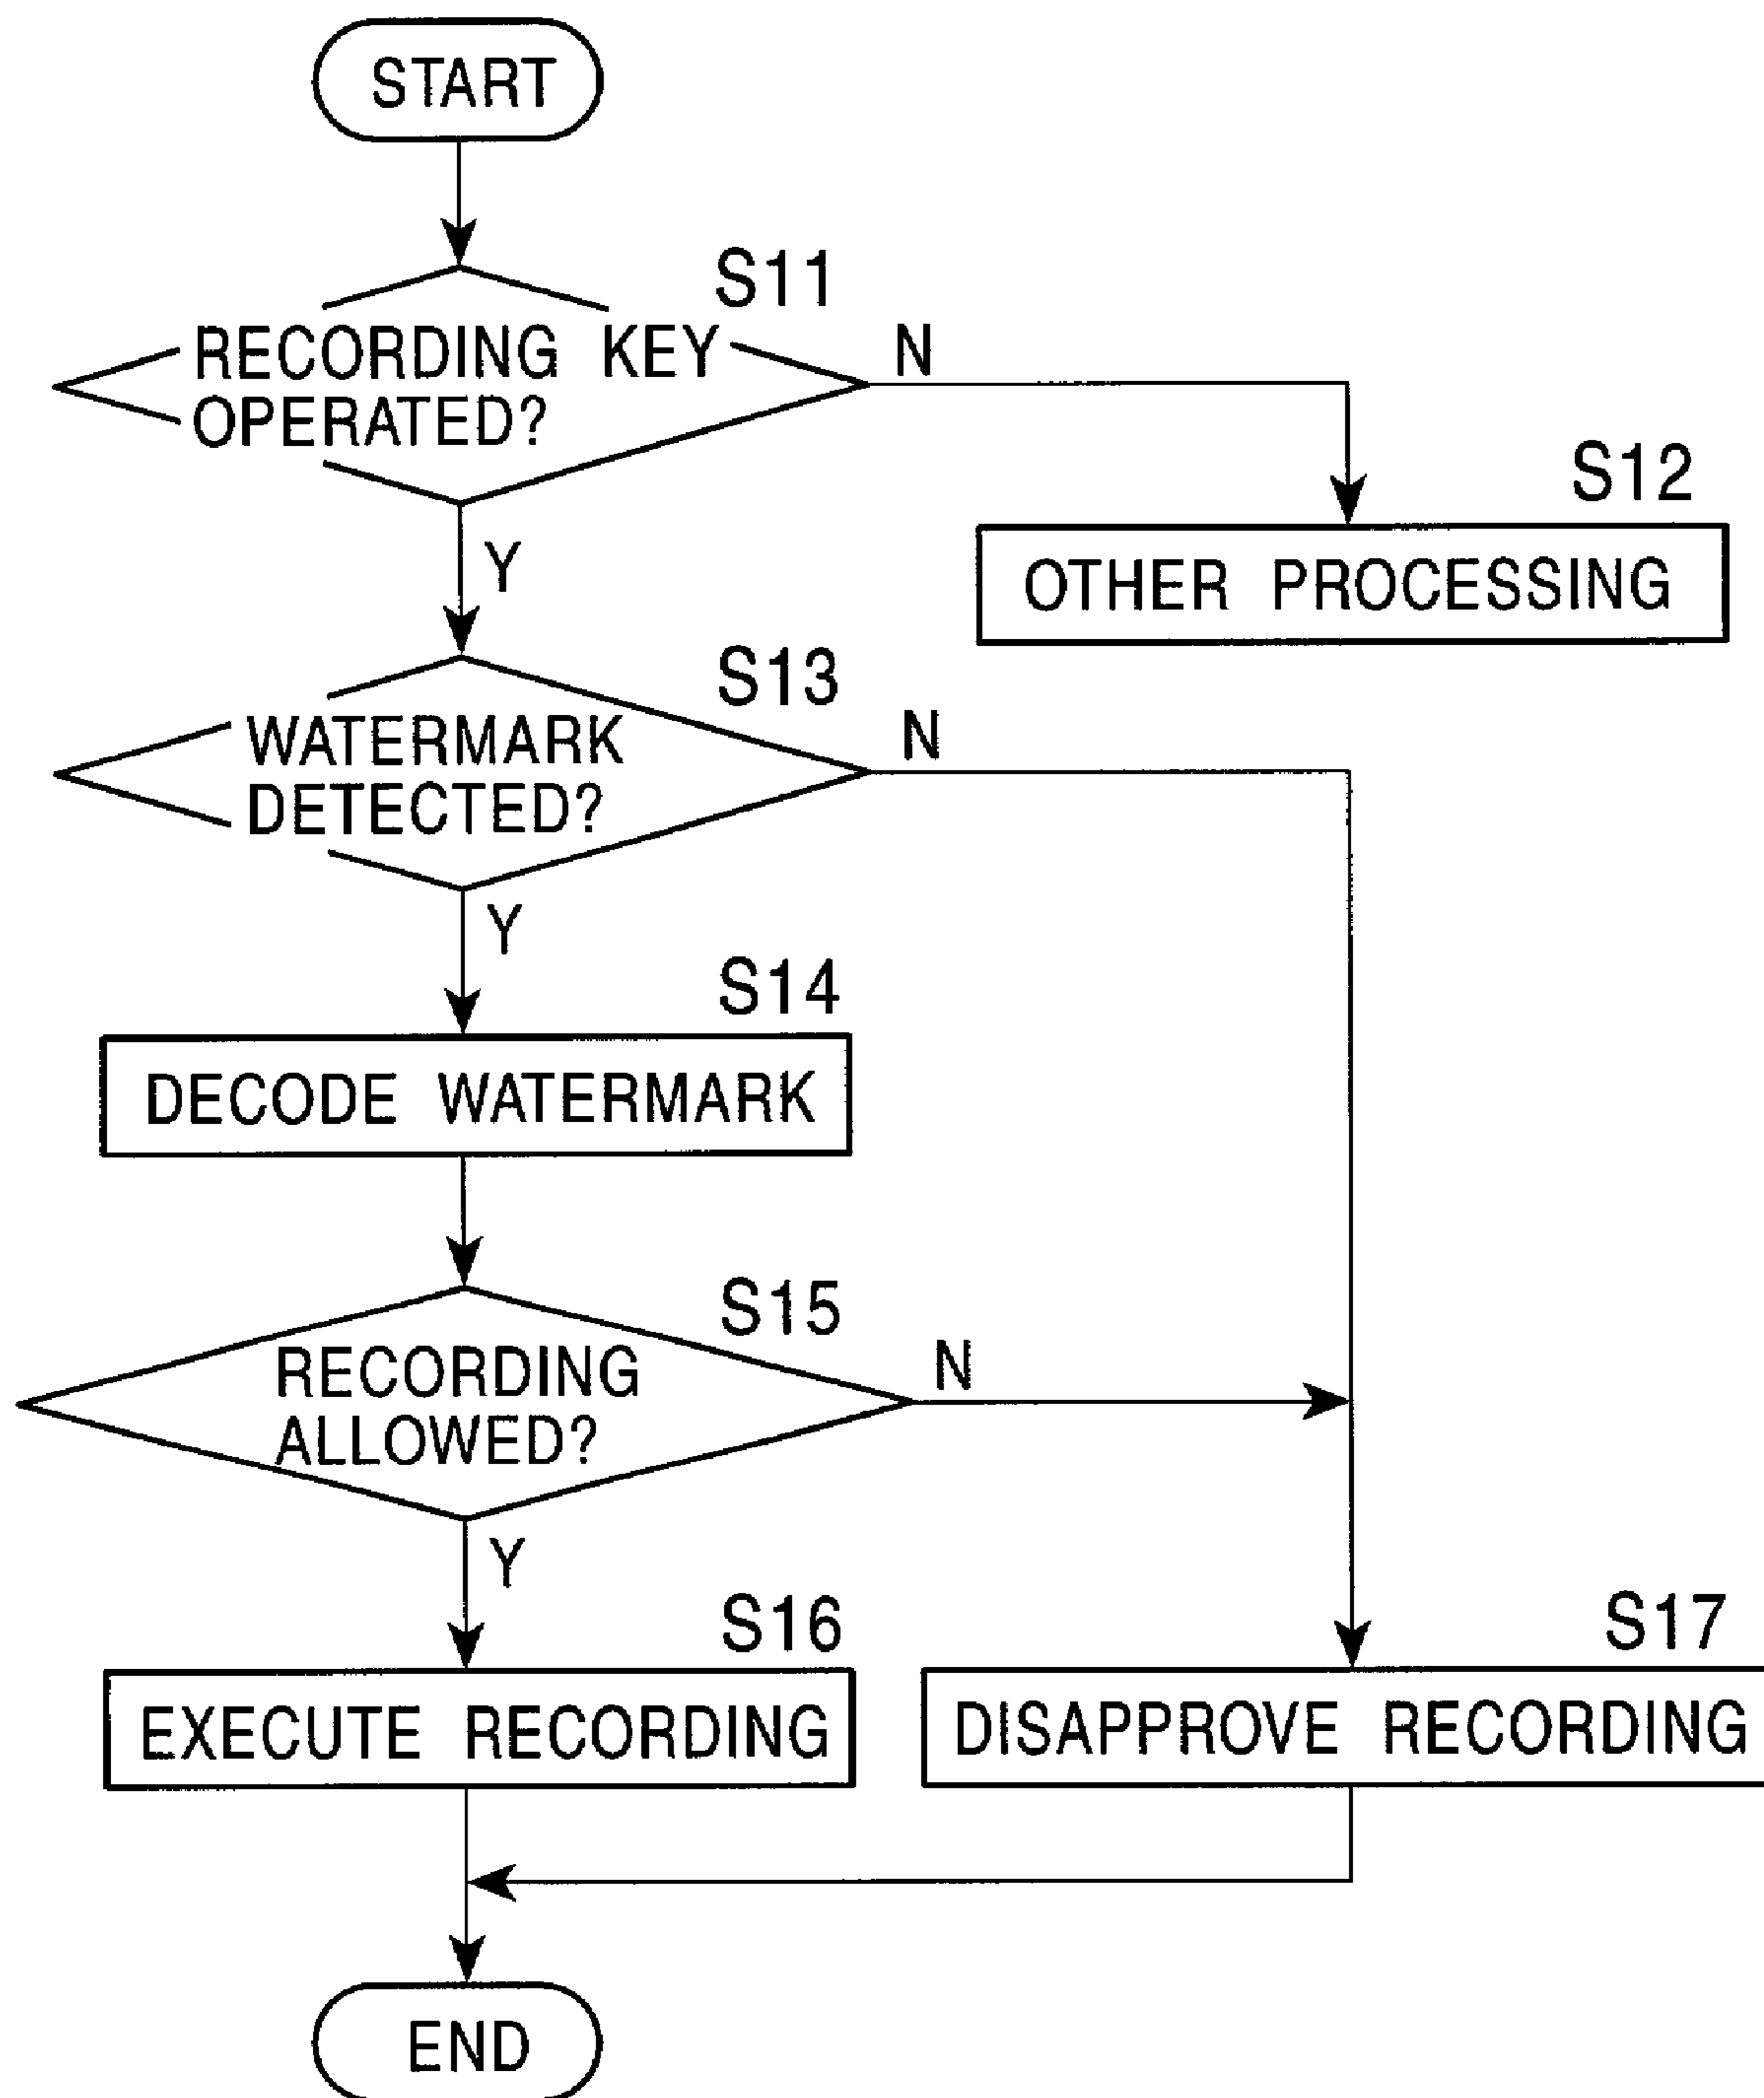 START
S11
RECORDING KEY
OPERATED?
N
Y
S12
OTHER PROCESSING
S13
WATERMARK
DETECTED?
N
Y
S14
DECODE WATERMARK
S15
RECORDING
ALLOWED?
N
Y
S16
EXECUTE RECORDING
S17
DISAPPROVE RECORDING
END